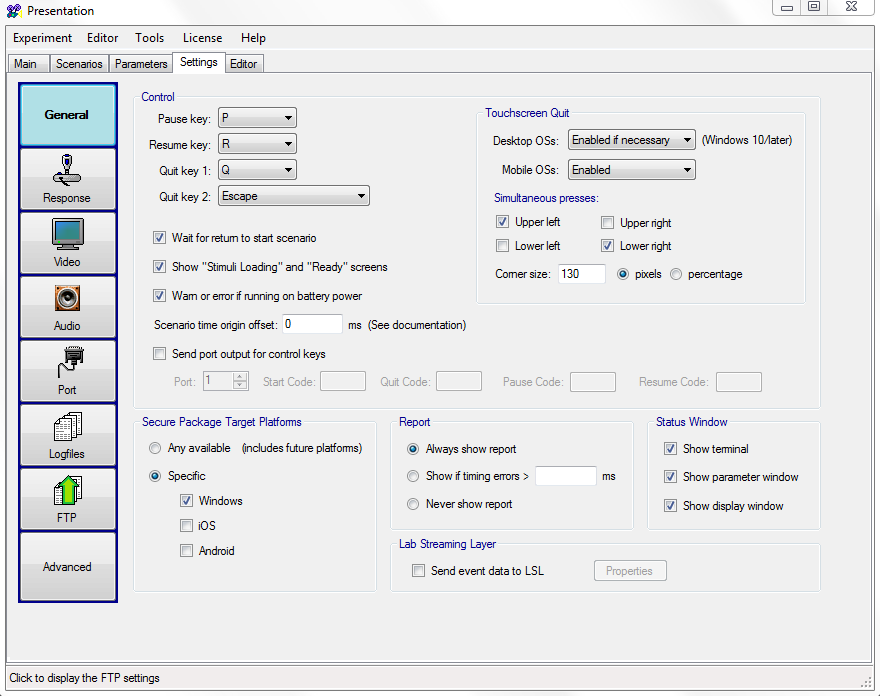 Presentation
Experiment Editor Tools License Help
Main Scenarios Parameters Settings Editor
General
Response
Video
Audio
Port
Logfiles
FTP
Advanced
Control
Pause key: P
Resume key: R
Quit key 1: Q
Quit key 2: Escape
Wait for return to start scenario
Show "Stimuli Loading" and "Ready" screens
Warn or error if running on battery power
Scenario time origin offset: 0 ms (See documentation)
Send port output for control keys
Port: 1 Start Code: Quit Code: Pause Code: Resume Code:
Touchscreen Quit
Desktop OSs: Enabled if necessary (Windows 10/later)
Mobile OSs: Enabled
Simultaneous presses:
Upper left Upper right
Lower left Lower right
Corner size: 130 pixels percentage
Secure Package Target Platforms
Any available (includes future platforms)
Specific
Windows
iOS
Android
Report
Always show report
Show if timing errors > ms
Never show report
Status Window
Show terminal
Show parameter window
Show display window
Lab Streaming Layer
Send event data to LSL Properties
Click to display the FTP settings